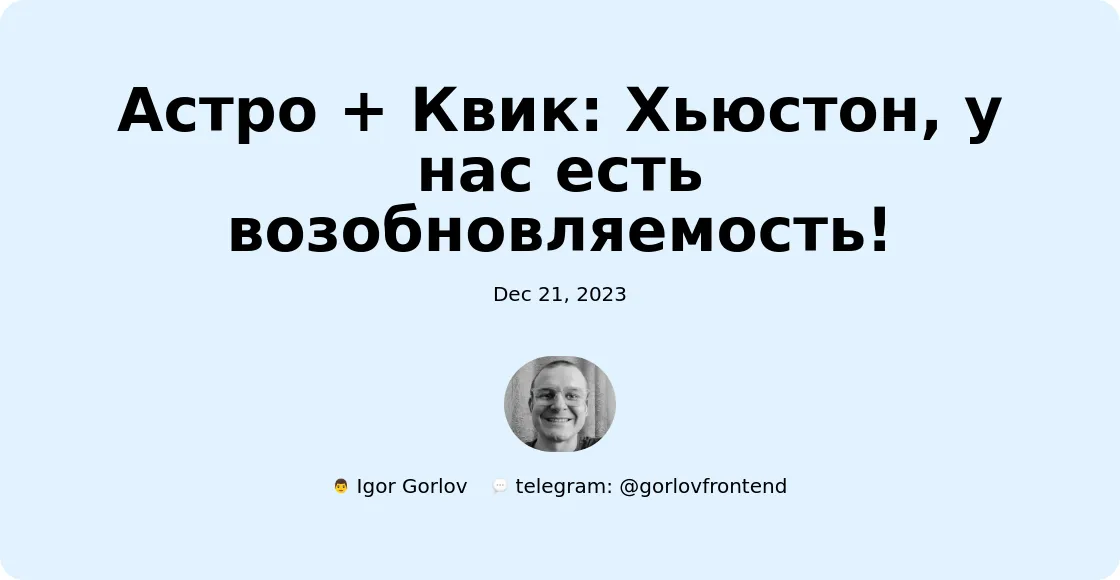 Астро + Квик: Хьюстон, у
нас есть
возобновляемость!
Dec 21, 2023
👨 Igor Gorlov 💬 telegram: @gorlovfrontend